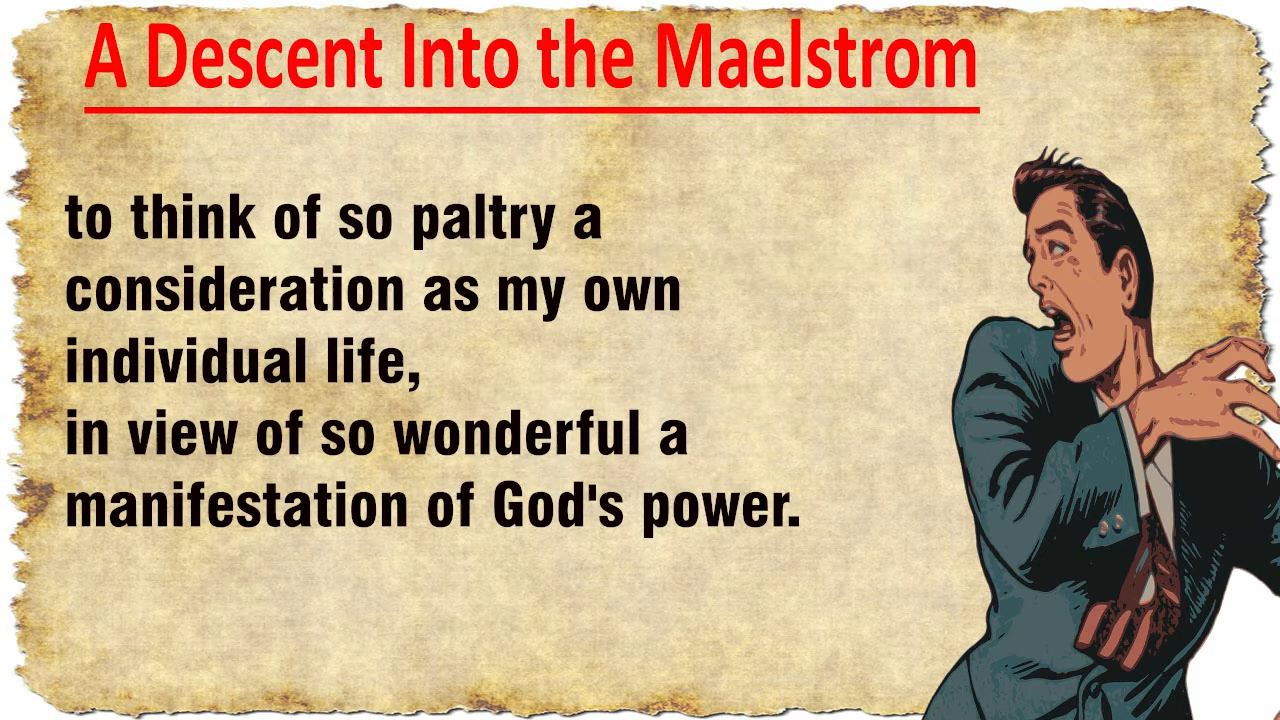 A Descent Into the Maelstrom
to think of so paltry a
consideration as my own
individual life,
in view of so wonderful a
manifestation of God's power.